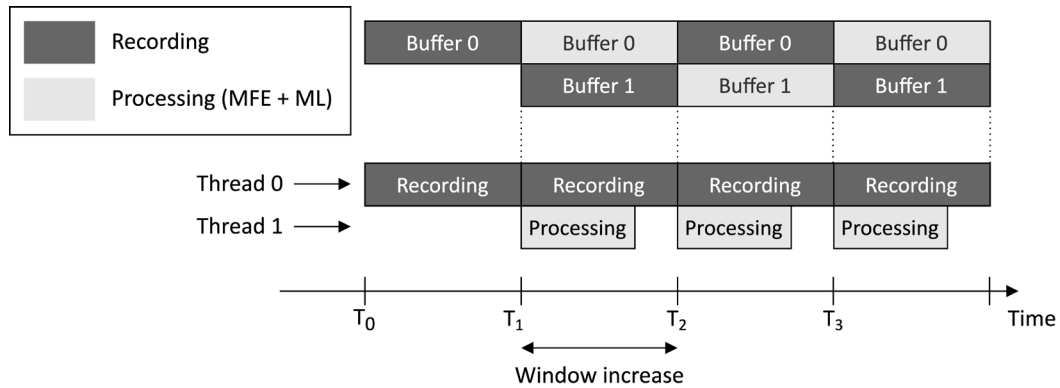 Recording
Processing (MFE + ML)
Buffer 0 Buffer 0 Buffer 0 Buffer 0
Buffer 1 Buffer 1 Buffer 1
Thread 0 Recording Recording Recording Recording
Thread 1 Processing Processing Processing
T0 T1 T2 T3 Time
Window increase